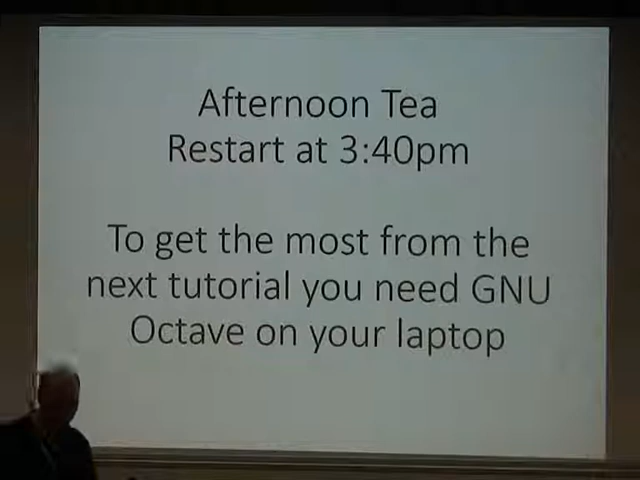 Afternoon Tea
Restart at 3:40pm
To get the most from the
next tutorial you need GNU
Octave on your laptop